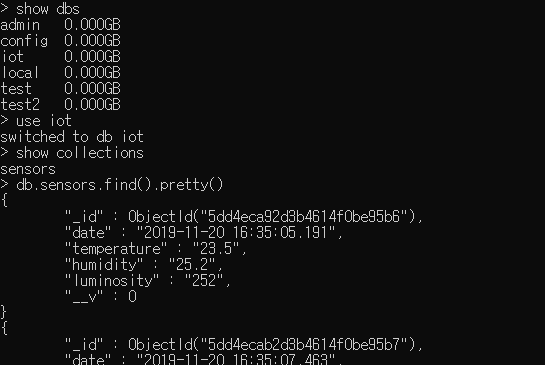 > show dbs
admin 0.000GB
config 0.000GB
iot 0.000GB
local 0.000GB
test 0.000GB
test2 0.000GB
> use iot
switched to db iot
> show collections
sensors
> db.sensors.find().pretty()
{
"_id" : ObjectId("5dd4eca92d3b4614f0be95b6"),
"date" : "2019-11-20 16:35:05.191",
"temperature" : "23.5",
"humidity" : "25.2",
"luminosity" : "252",
"__v" : 0
}
{
"_id" : ObjectId("5dd4ecab2d3b4614f0be95b7"),
"date" : "2019-11-20 16:35:07.463",